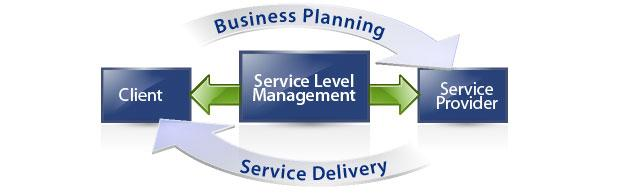 Business Planning
Client
Service Level
Management
Service
Provider
Service Delivery